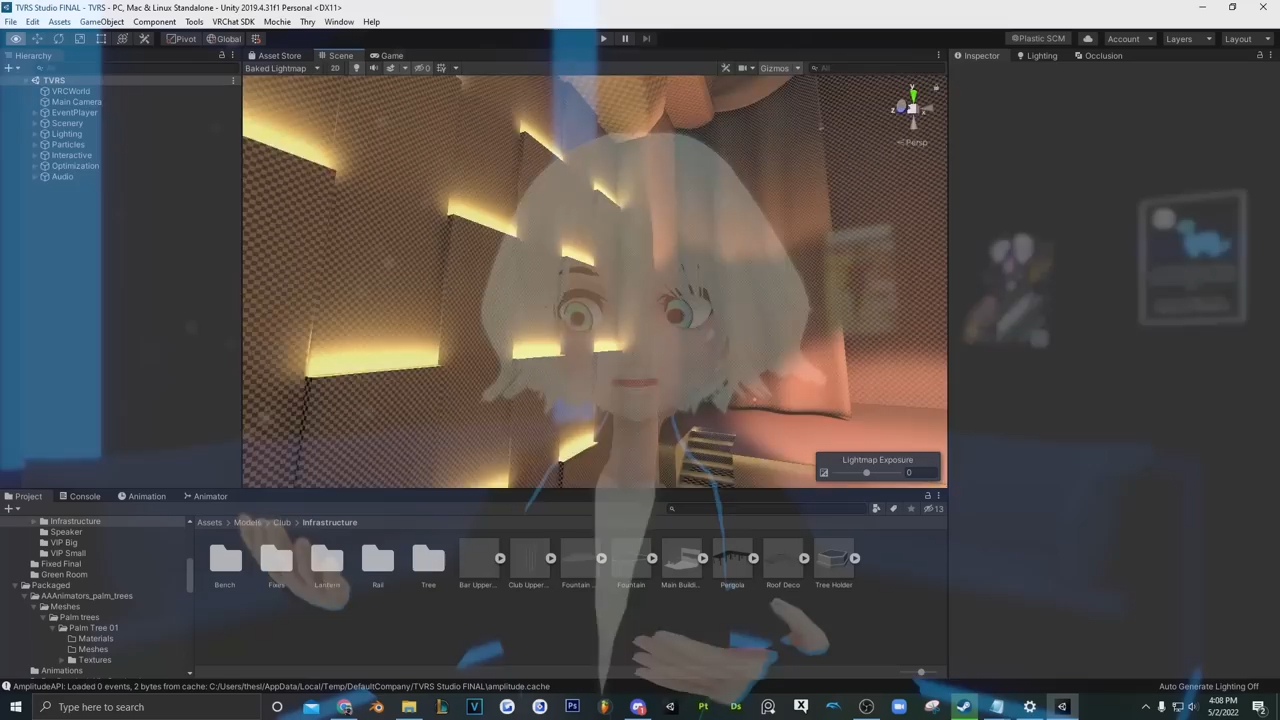 TVRS Studio FINAL - TVRS - PC, Mac & Linux Standalone - Unity 2019.4.31f1 Personal <DX11>
File Edit Assets GameObject Component Tools VRChat SDK Mochie Thry Window Help
Pivot Global Plastic SCM Account Layers Layout
Hierarchy Asset Store Scene Game Inspector Lighting Occlusion
All Baked Lightmap 2D 0 Gizmos All
TVRS
VRCWorld
Main Camera
EventPlayer
Scenery
Lighting
Particles
Interactive
Optimization
Audio
y
z
Persp
Lightmap Exposure
0
Project Console Animation Animator
13
Infrastructure
Speaker
VIP Big
VIP Small
Fixed Final
Green Room
Packaged
AAAnimators_palm_trees
Meshes
Palm trees
Palm Tree 01
Materials
Meshes
Textures
Animations
Assets > Models > Club > Infrastructure
Bench Fixes Lantern Rail Tree Bar Upper... Club Upper... Fountain ... Fountain Main Buildi... Pergola Roof Deco Tree Holder
AmplitudeAPI: Loaded 0 events, 2 bytes from cache: C:/Users/thesl/AppData/Local/Temp/DefaultCompany/TVRS Studio FINAL\amplitude.cache
Auto Generate Lighting Off
Type here to search
V Ps Pt Ds X
4:08 PM
5/2/2022